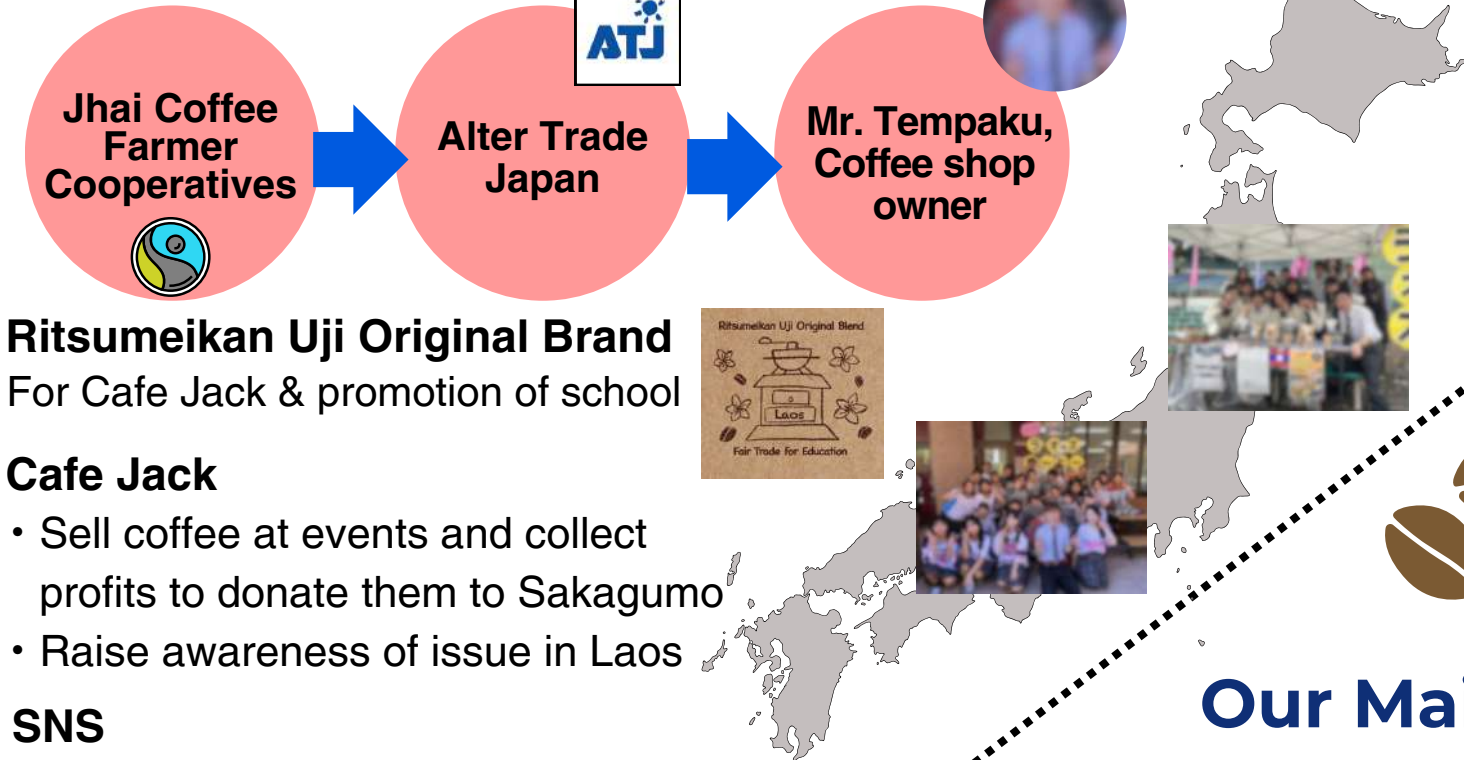 ATJ
Jhai Coffee
Farmer
Cooperatives
Alter Trade
Japan
Mr. Tempaku,
Coffee shop
owner
Ritsumeikan Uji Original Brand
For Cafe Jack & promotion of school
Ritsumeikan Uji Original Blend
Laos
Fair Trade for Education
Cafe Jack
・Sell coffee at events and collect
profits to donate them to Sakagumo
・Raise awareness of issue in Laos
SNS
Our Mai